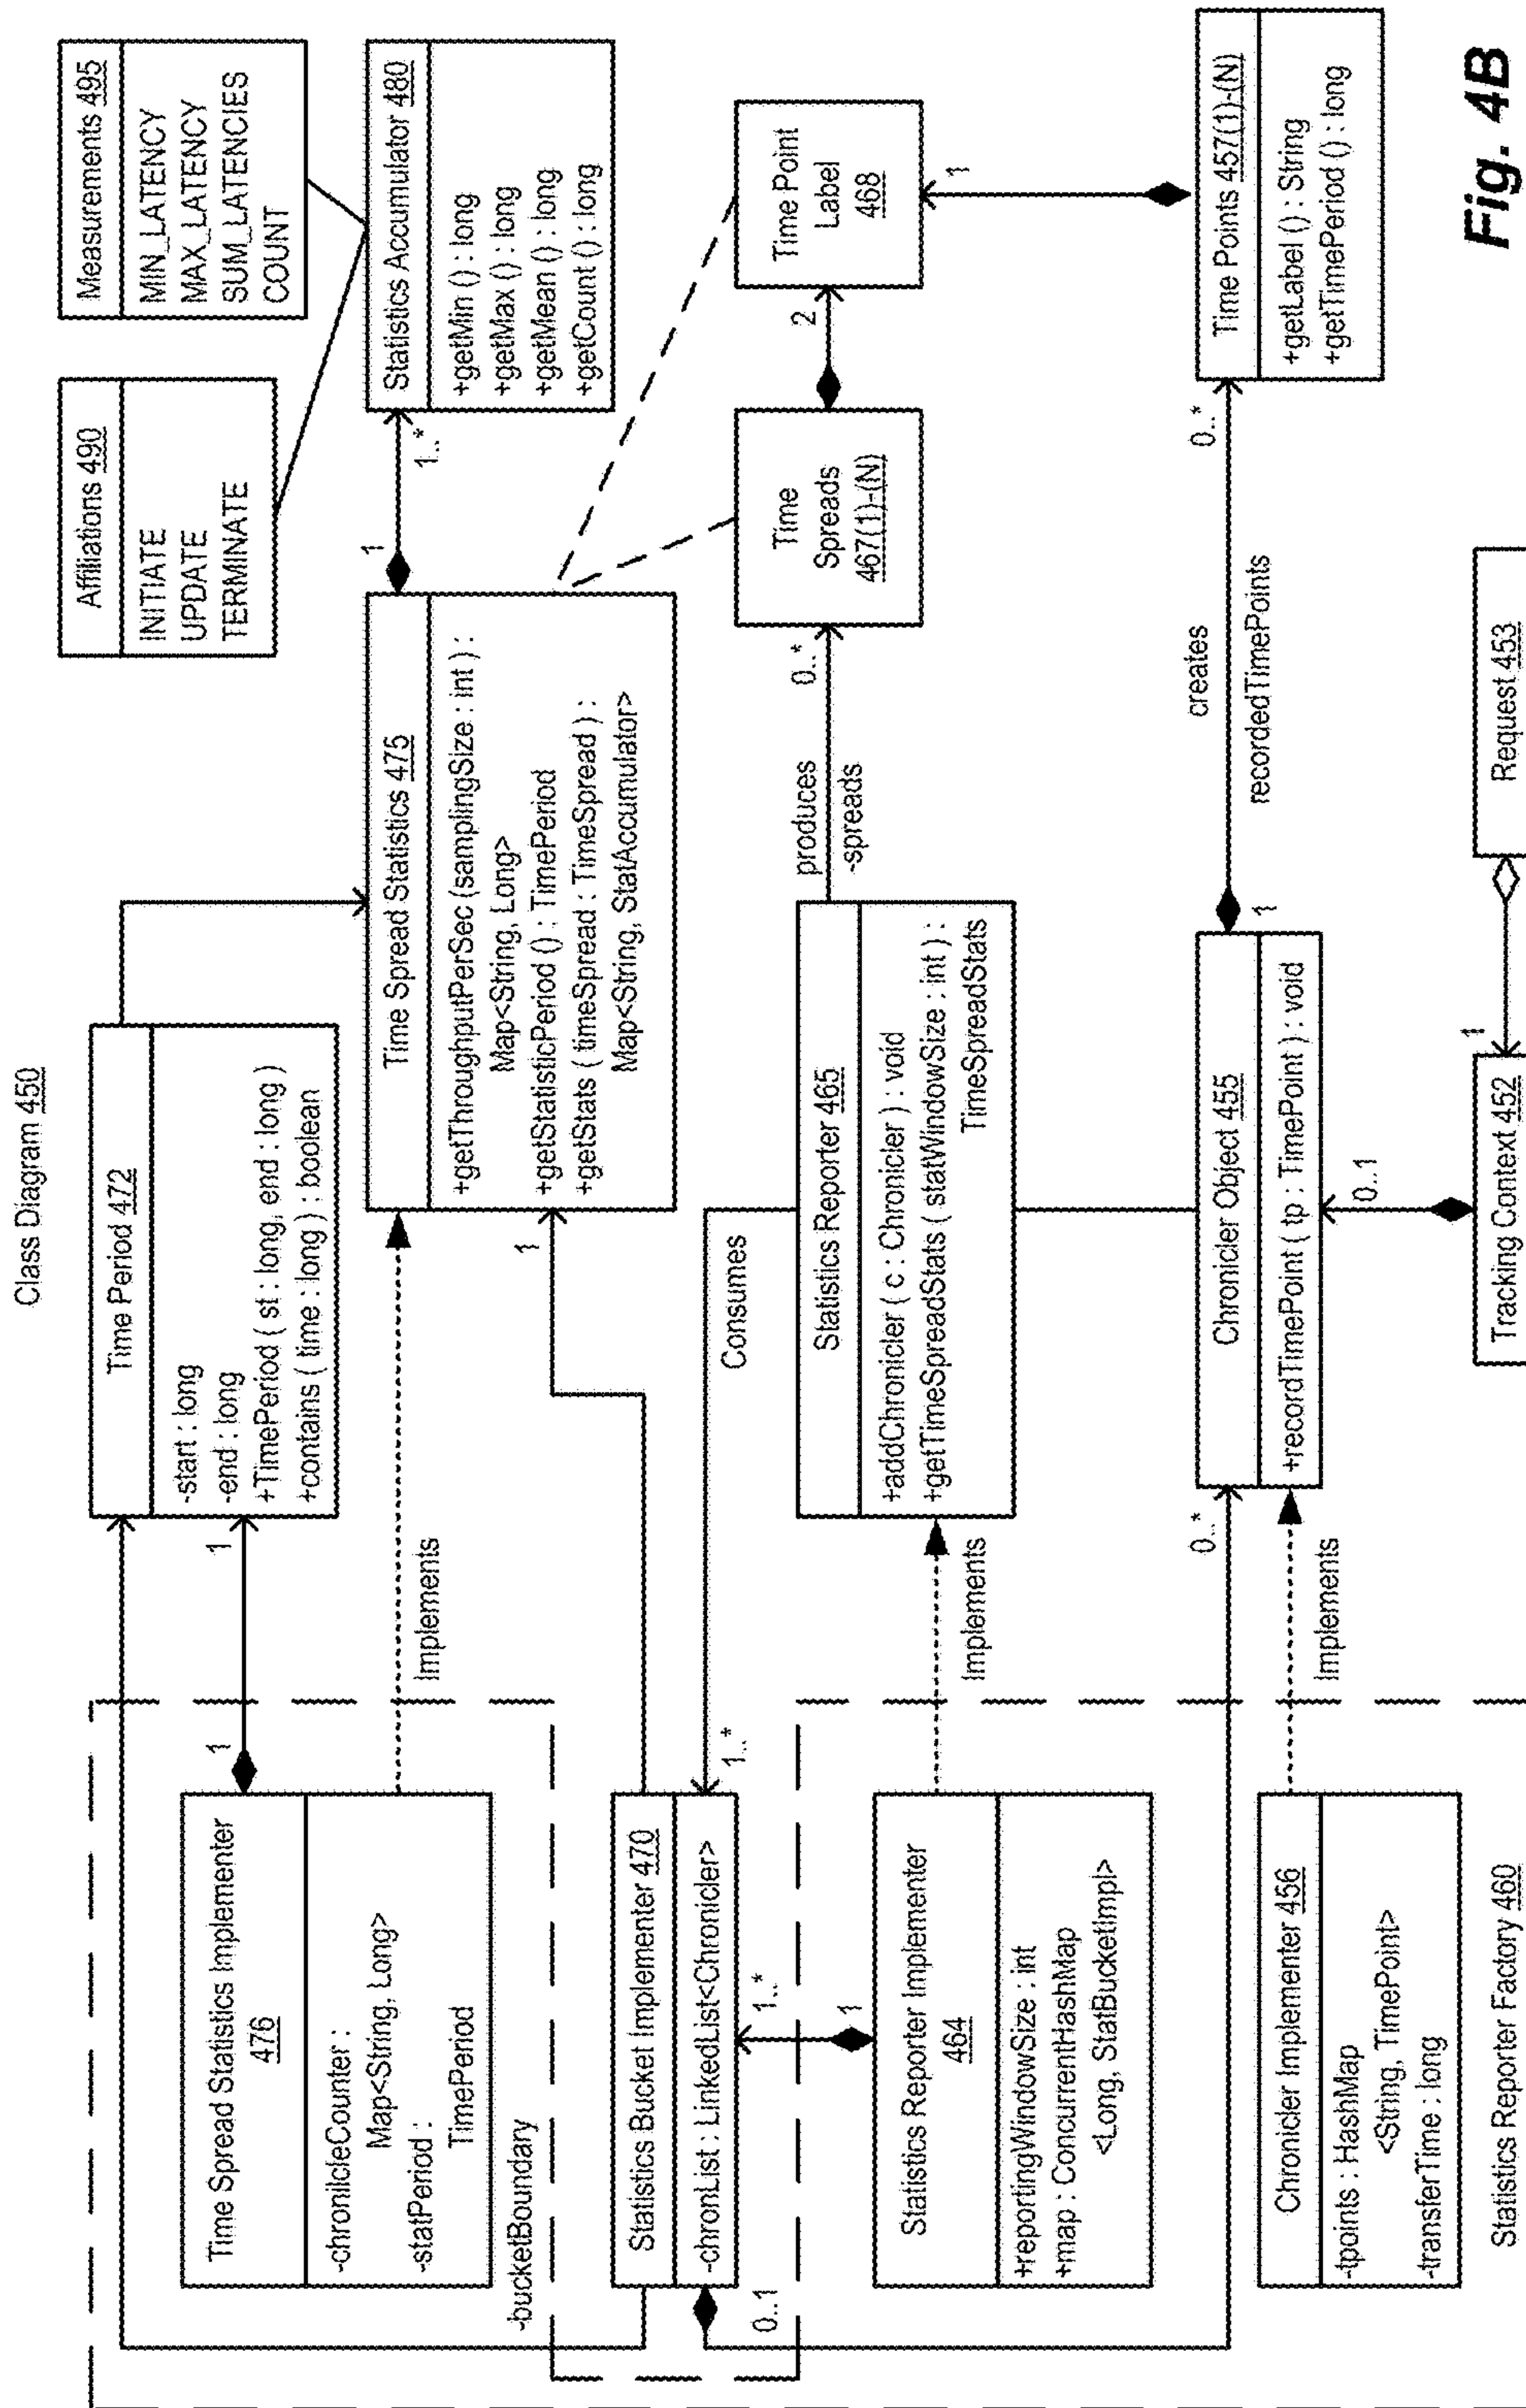 Class Diagram 450
Time Spread Statistics Implementer
476
-chronilcleCounter :
Map<String, Long>
-statPeriod :
TimePeriod
-bucketBoundary
1
1
Time Period 472
-start : long
-end : long
+TimePeriod ( st : long, end : long )
+contains ( time : long ) : boolean
Implements
Time Spread Statistics 475
+getThroughputPerSec (samplingSize : int ) :
Map<String, Long>
+getStatisticPeriod () : TimePeriod
+getStats ( timeSpread : TimeSpread ) :
Map<String, StatAccumulator>
1
1
1..*
Affiliations 490
INITIATE
UPDATE
TERMINATE
Measurements 495
MIN_LATENCY
MAX_LATENCY
SUM_LATENCIES
COUNT
Statistics Accumulator 480
+getMin () : long
+getMax () : long
+getMean () : long
+getCount () : long
Statistics Bucket Implementer 470
-chronList : LinkedList<Chronicler>
0..1
1..*
1..*
1
Consumes
Statistics Reporter Implementer
464
+reportingWindowSize : int
+map : ConcurrentHashMap
<Long, StatBucketImpl>
Implements
Statistics Reporter 465
+addChronicler ( c : Chronicler ) : void
+getTimeSpreadStats ( statWindowSize : int ) :
TimeSpreadStats
produces
-spreads
0..*
Time
Spreads
467(1)-(N)
2
Time Point
Label
468
1
Chronicler Implementer 456
-tpoints : HashMap
<String, TimePoint>
-transferTime : long
Implements
0..*
Chronicler Object 455
+recordTimePoint ( tp : TimePoint ) : void
1
creates
recordedTimePoints
0..*
Time Points 457(1)-(N)
+getLabel () : String
+getTimePeriod () : long
0..1
Statistics Reporter Factory 460
Tracking Context 452
1
Request 453
Fig. 4B